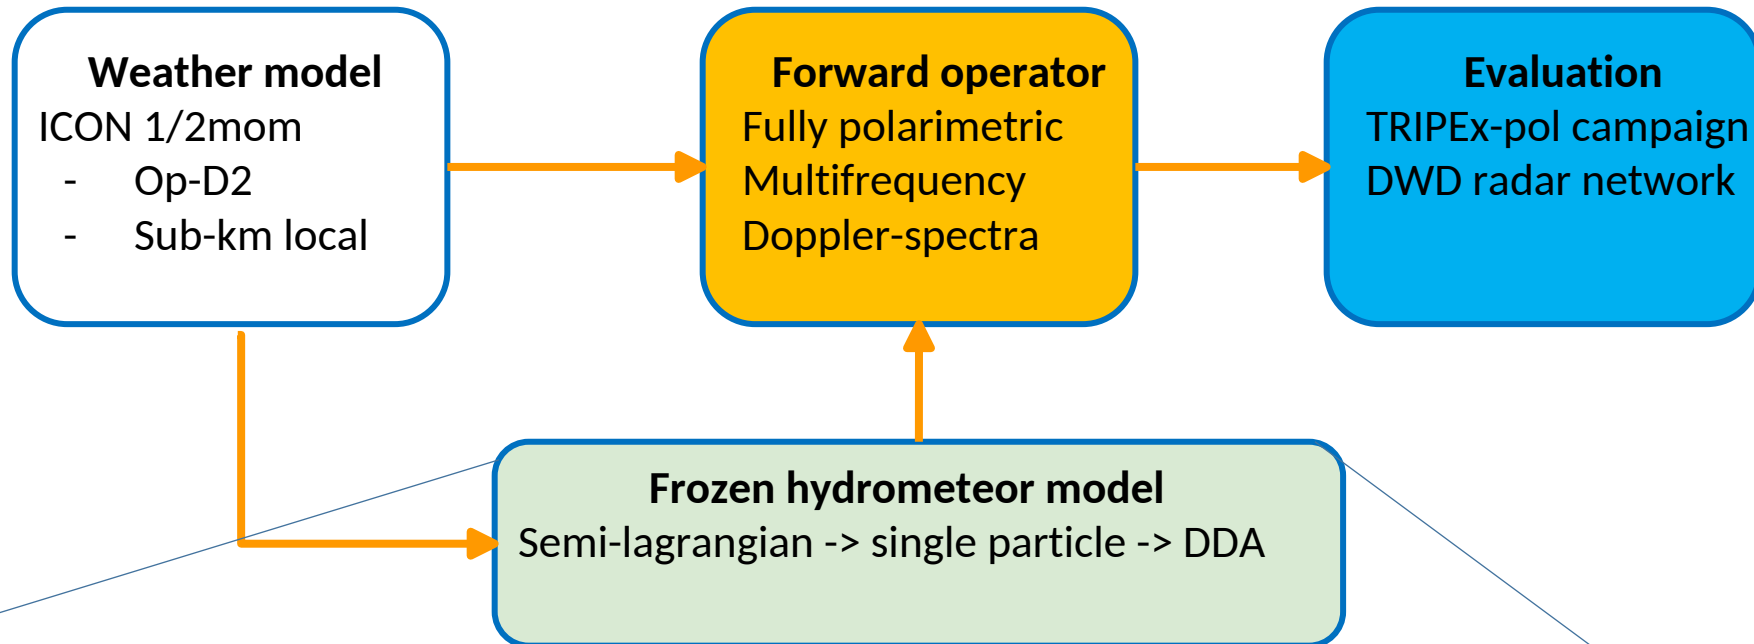 Weather model
ICON 1/2mom
- Op-D2
- Sub-km local
Forward operator
Fully polarimetric
Multifrequency
Doppler-spectra
Evaluation
TRIPEx-pol campaign
DWD radar network
Frozen hydrometeor model
Semi-lagrangian -> single particle -> DDA